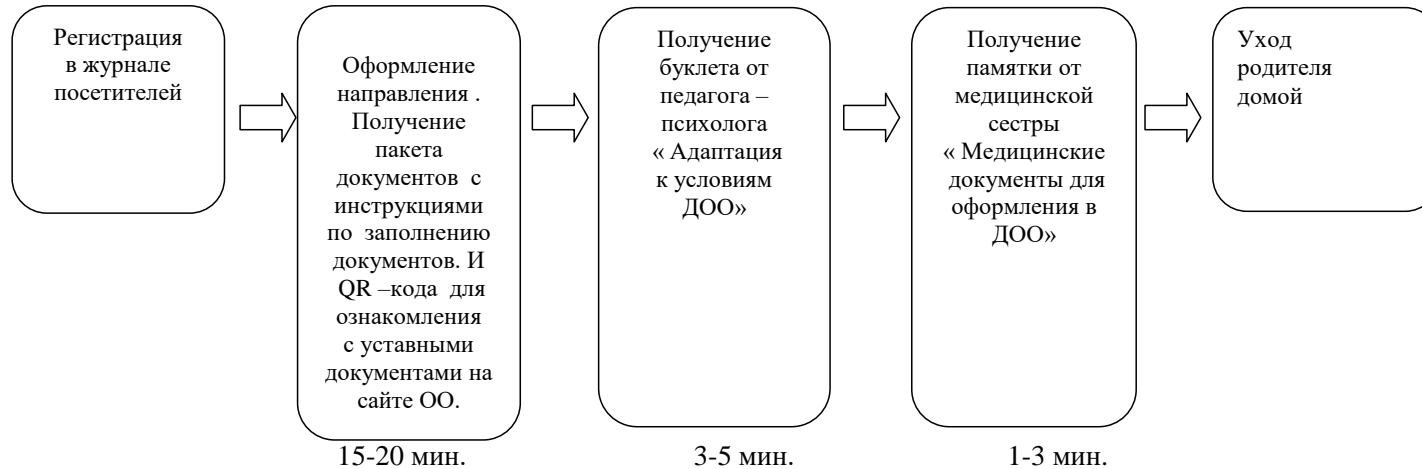 Регистрация
в журнале
посетителей
Оформление
направления .
Получение
пакета
документов с
инструкциями
по заполнению
документов. И
QR –кода для
ознакомления
с уставными
документами на
сайте ОО.
15-20 мин.
Получение
буклета от
педагога –
психолога
« Адаптация
к условиям
ДОО»
3-5 мин.
Получение
памятки от
медицинской
сестры
« Медицинские
документы для
оформления в
ДОО»
1-3 мин.
Уход
родителя
домой